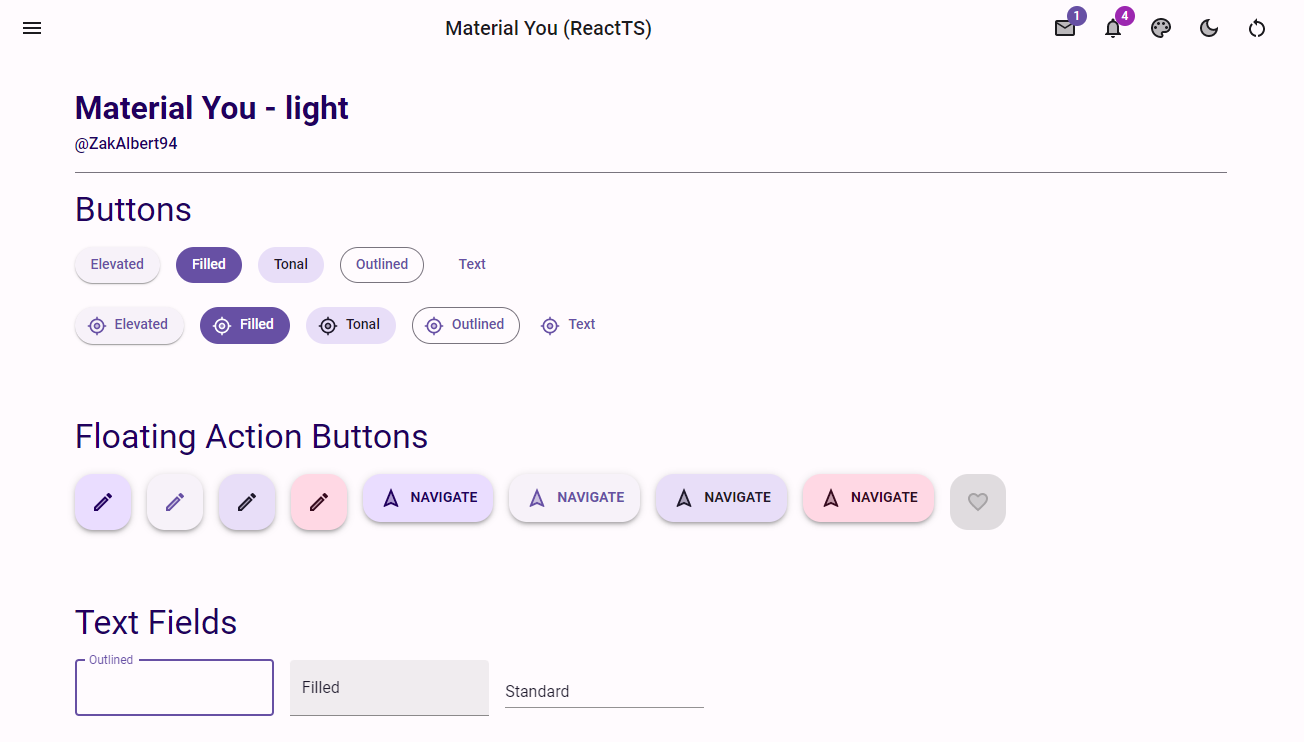 Material You (ReactTS) 1 4
Material You - light
@ZakAlbert94
Buttons
Elevated Filled Tonal Outlined Text
Elevated Filled Tonal Outlined Text
Floating Action Buttons
NAVIGATE NAVIGATE NAVIGATE NAVIGATE
Text Fields
Outlined
Filled Standard